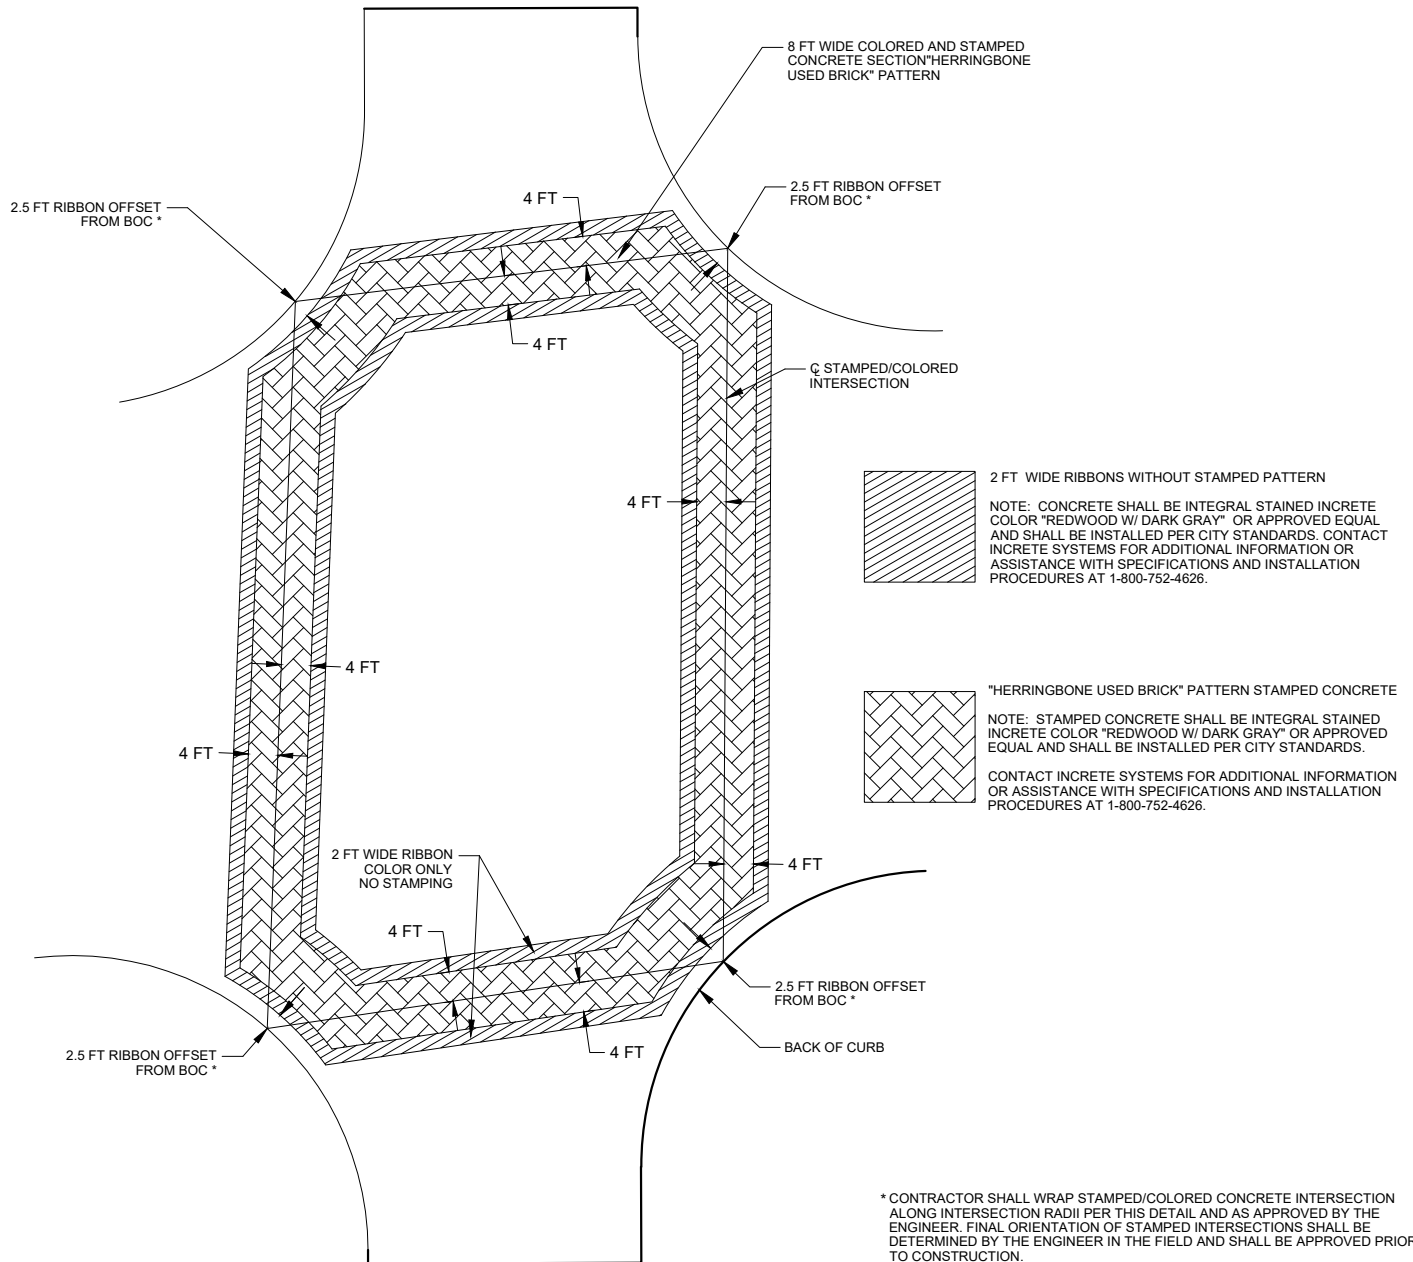 8 FT WIDE COLORED AND STAMPED
CONCRETE SECTION"HERRINGBONE
USED BRICK" PATTERN
2.5 FT RIBBON OFFSET
FROM BOC *
4 FT
2.5 FT RIBBON OFFSET
FROM BOC *
4 FT
℄ STAMPED/COLORED
INTERSECTION
4 FT
2 FT WIDE RIBBONS WITHOUT STAMPED PATTERN
NOTE: CONCRETE SHALL BE INTEGRAL STAINED INCRETE
COLOR "REDWOOD W/ DARK GRAY" OR APPROVED EQUAL
AND SHALL BE INSTALLED PER CITY STANDARDS. CONTACT
INCRETE SYSTEMS FOR ADDITIONAL INFORMATION OR
ASSISTANCE WITH SPECIFICATIONS AND INSTALLATION
PROCEDURES AT 1-800-752-4626.
4 FT
4 FT
"HERRINGBONE USED BRICK" PATTERN STAMPED CONCRETE
NOTE: STAMPED CONCRETE SHALL BE INTEGRAL STAINED
INCRETE COLOR "REDWOOD W/ DARK GRAY" OR APPROVED
EQUAL AND SHALL BE INSTALLED PER CITY STANDARDS.
CONTACT INCRETE SYSTEMS FOR ADDITIONAL INFORMATION
OR ASSISTANCE WITH SPECIFICATIONS AND INSTALLATION
PROCEDURES AT 1-800-752-4626.
2 FT WIDE RIBBON
COLOR ONLY
NO STAMPING
4 FT
4 FT
2.5 FT RIBBON OFFSET
FROM BOC *
BACK OF CURB
4 FT
2.5 FT RIBBON OFFSET
FROM BOC *
* CONTRACTOR SHALL WRAP STAMPED/COLORED CONCRETE INTERSECTION
ALONG INTERSECTION RADII PER THIS DETAIL AND AS APPROVED BY THE
ENGINEER. FINAL ORIENTATION OF STAMPED INTERSECTIONS SHALL BE
DETERMINED BY THE ENGINEER IN THE FIELD AND SHALL BE APPROVED PRIOR
TO CONSTRUCTION.